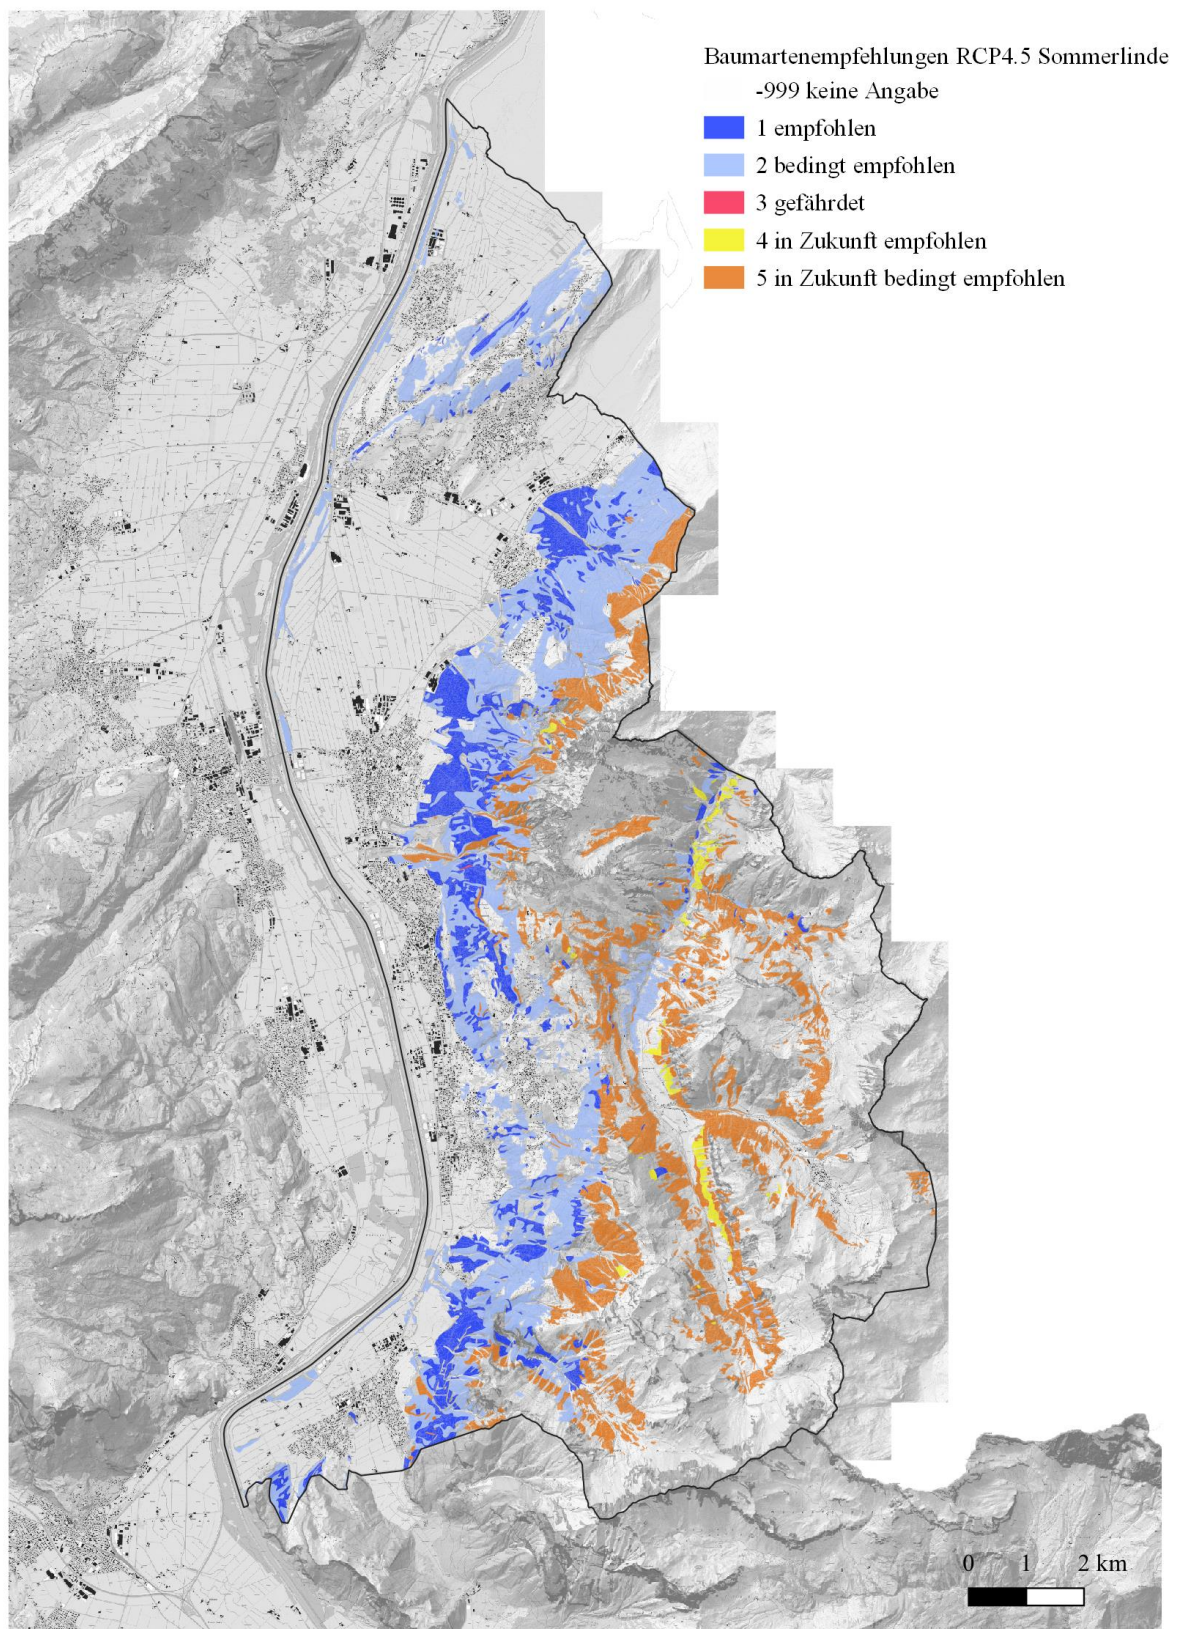 Baumartenempfehlungen RCP4.5 Sommerlinde
-999 keine Angabe
1 empfohlen
2 bedingt empfohlen
3 gefährdet
4 in Zukunft empfohlen
5 in Zukunft bedingt empfohlen
0 1 2 km